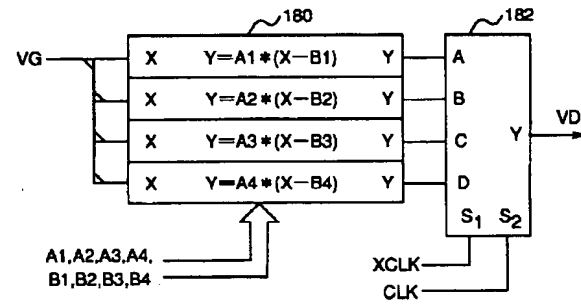 180
182
VG
X Y=A1*(X−B1) Y
X Y=A2*(X−B2) Y
X Y=A3*(X−B3) Y
X Y=A4*(X−B4) Y
A
B
C
D
Y
VD
S1 S2
A1,A2,A3,A4,
B1,B2,B3,B4
XCLK
CLK